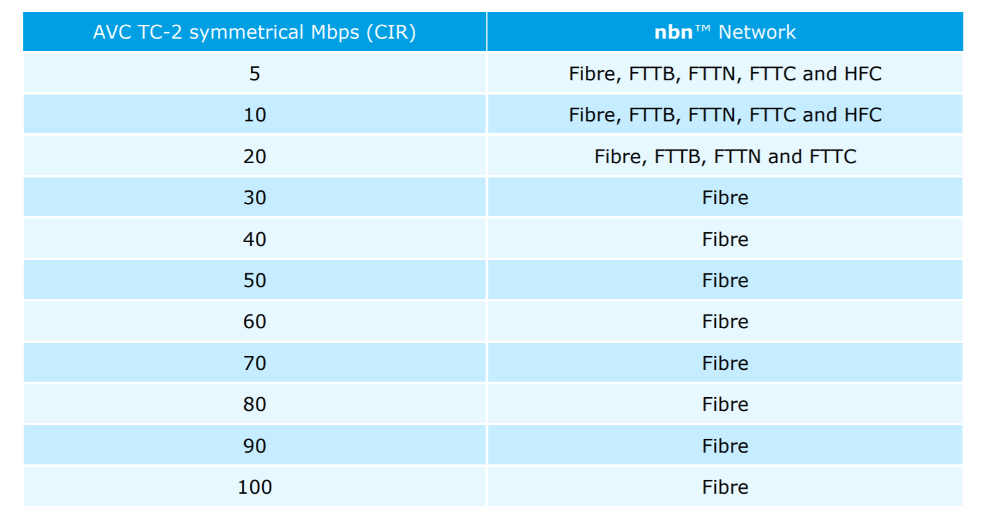 AVC TC-2 symmetrical Mbps (CIR) nbn™ Network
5 Fibre, FTTB, FTTN, FTTC and HFC
10 Fibre, FTTB, FTTN, FTTC and HFC
20 Fibre, FTTB, FTTN and FTTC
30 Fibre
40 Fibre
50 Fibre
60 Fibre
70 Fibre
80 Fibre
90 Fibre
100 Fibre